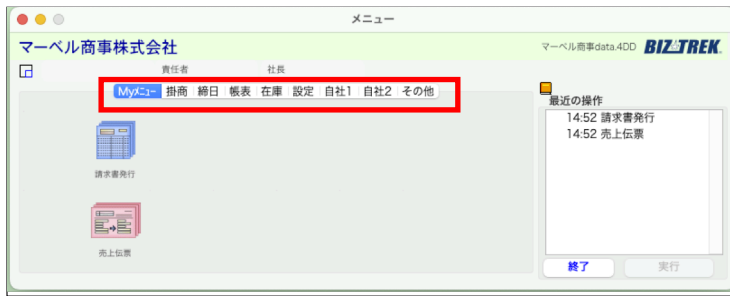 メニュー
マーベル商事株式会社
マーベル商事data.4DD BIZ-TREK.
責任者 社長
Myメニュー 掛商 締日 帳表 在庫 設定 自社1 自社2 その他
最近の操作
14:52 請求書発行
14:52 売上伝票
請求書発行
売上伝票
終了 実行